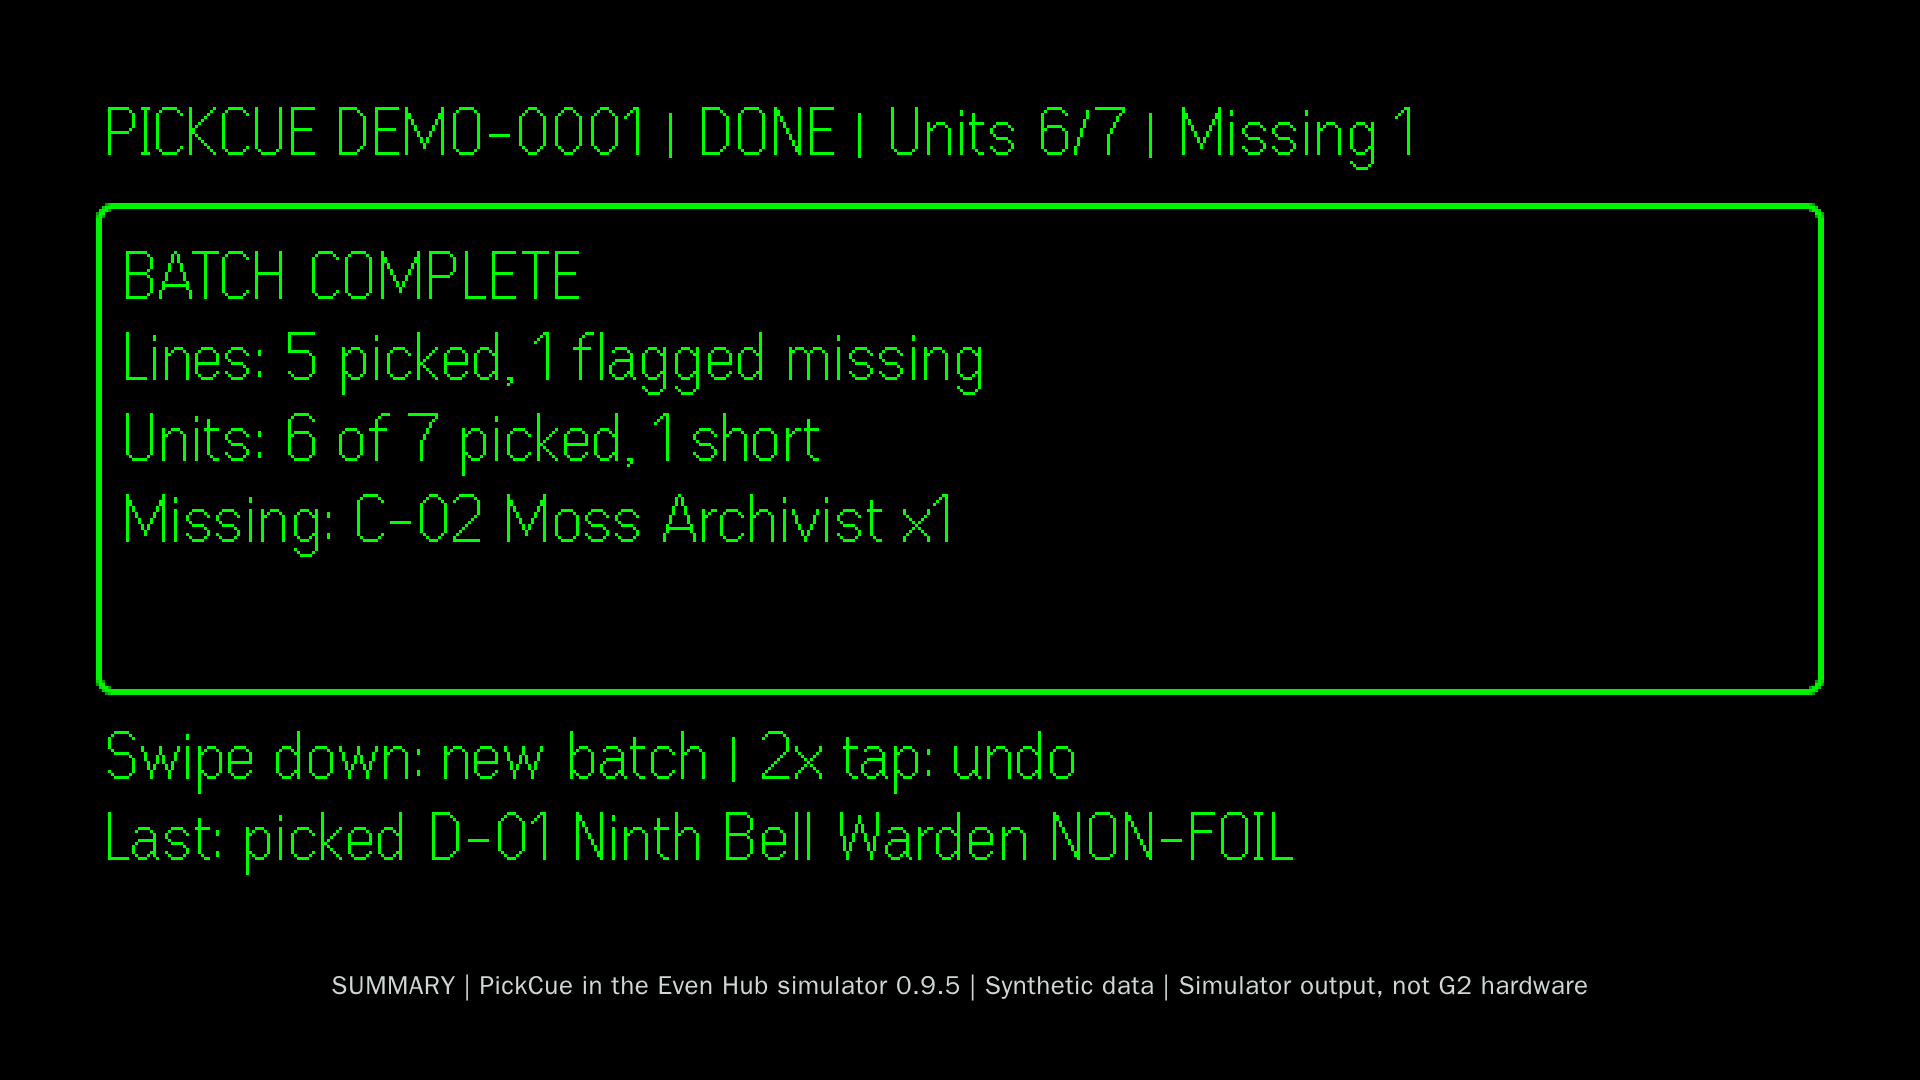 PICKCUE DEMO-0001 | DONE | Units 6/7 | Missing 1
BATCH COMPLETE
Lines: 5 picked, 1 flagged missing
Units: 6 of 7 picked, 1 short
Missing: C-02 Moss Archivist x1
Swipe down: new batch | 2x tap: undo
Last: picked D-01 Ninth Bell Warden NON-FOIL
SUMMARY | PickCue in the Even Hub simulator 0.9.5 | Synthetic data | Simulator output, not G2 hardware